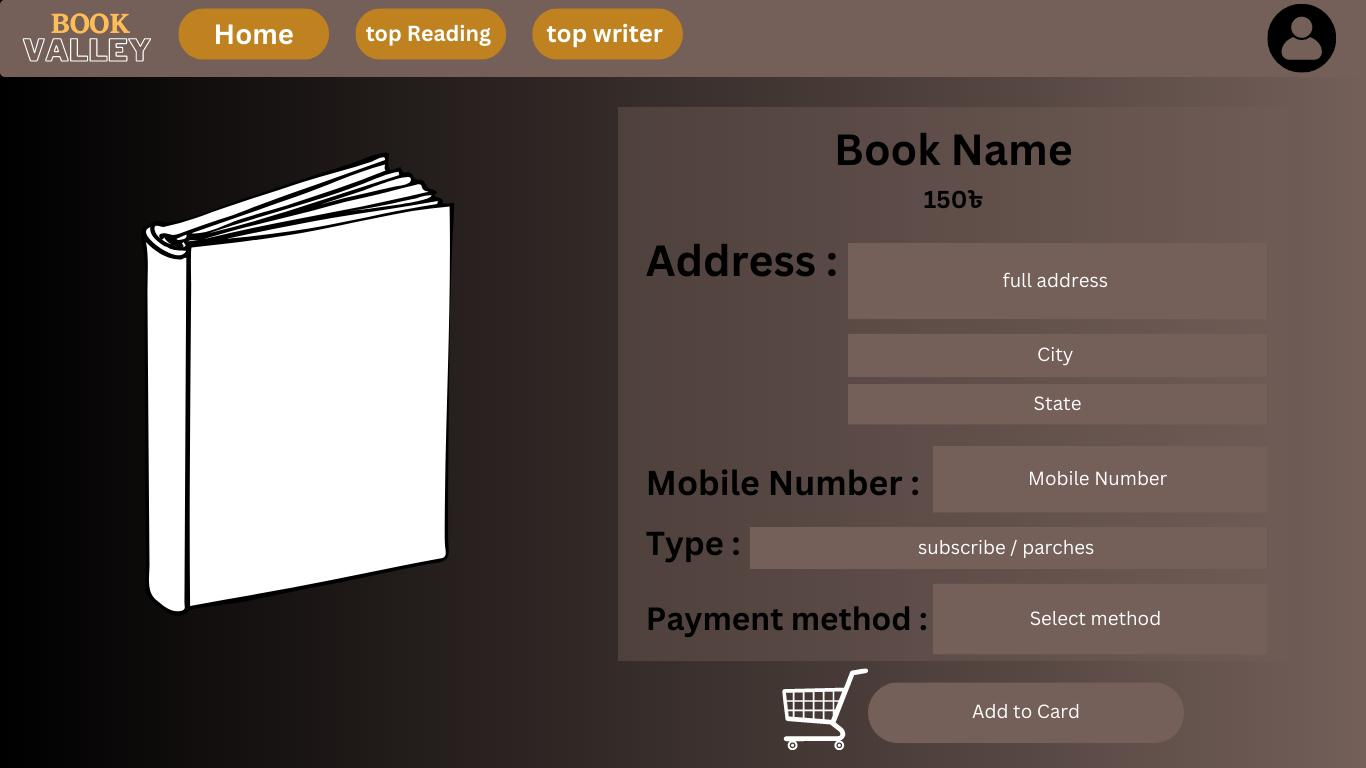 BOOK
VALLEY
Home
top Reading
top writer
Book Name
150৳
Address :
full address
City
State
Mobile Number :
Mobile Number
Type :
subscribe / parches
Payment method :
Select method
Add to Card